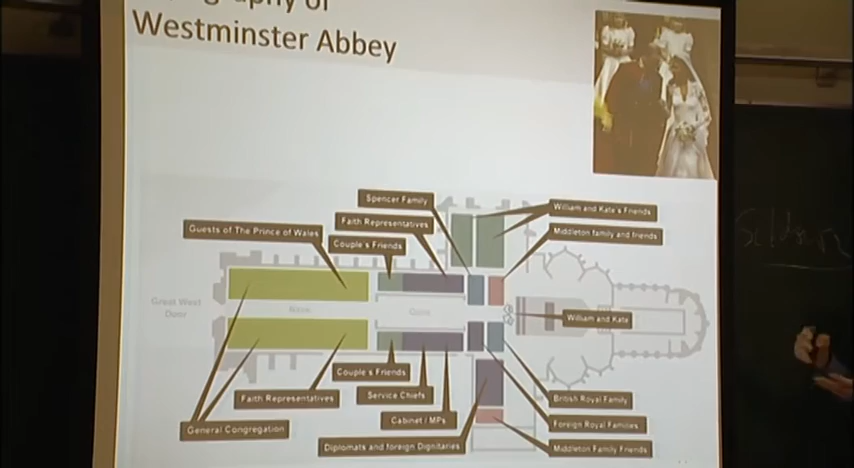 Westminster Abbey
Spencer Family
William and Kate's Friends
Faith Representatives
Guests of The Prince of Wales
Middleton family and friends
Couple's Friends
Great West
Door
Nave
William and Kate
Couple's Friends
Service Chiefs
Faith Representatives
British Royal Family
Cabinet / MPs
General Congregation
Foreign Royal Families
Diplomats and foreign Dignitaries
Middleton Family Friends